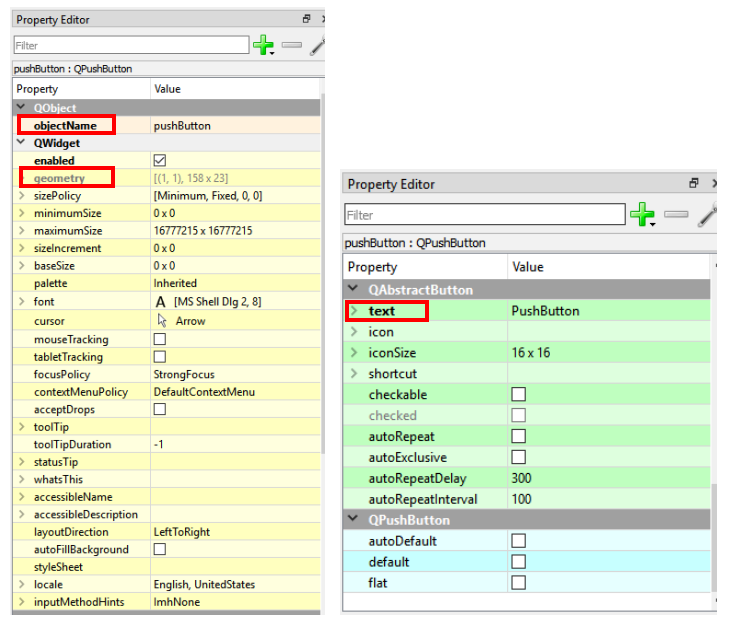 Property Editor
Filter
pushButton : QPushButton
Property Value
QObject
objectName pushButton
QWidget
enabled
geometry [(1, 1), 158 x 23]
sizePolicy [Minimum, Fixed, 0, 0]
minimumSize 0 x 0
maximumSize 16777215 x 16777215
sizeIncrement 0 x 0
baseSize 0 x 0
palette Inherited
font A [MS Shell Dlg 2, 8]
cursor Arrow
mouseTracking
tabletTracking
focusPolicy StrongFocus
contextMenuPolicy DefaultContextMenu
acceptDrops
toolTip
toolTipDuration -1
statusTip
whatsThis
accessibleName
accessibleDescription
layoutDirection LeftToRight
autoFillBackground
styleSheet
locale English, UnitedStates
inputMethodHints ImhNone
Property Editor
Filter
pushButton : QPushButton
Property Value
QAbstractButton
text PushButton
icon
iconSize 16 x 16
shortcut
checkable
checked
autoRepeat
autoExclusive
autoRepeatDelay 300
autoRepeatInterval 100
QPushButton
autoDefault
default
flat